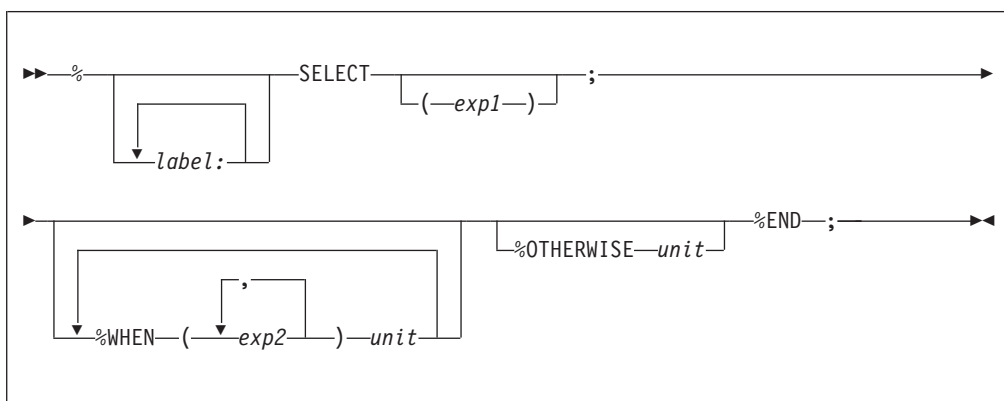 % SELECT ;
( exp1 )
label:
%END ;
%OTHERWISE unit
,
%WHEN ( exp2 ) unit